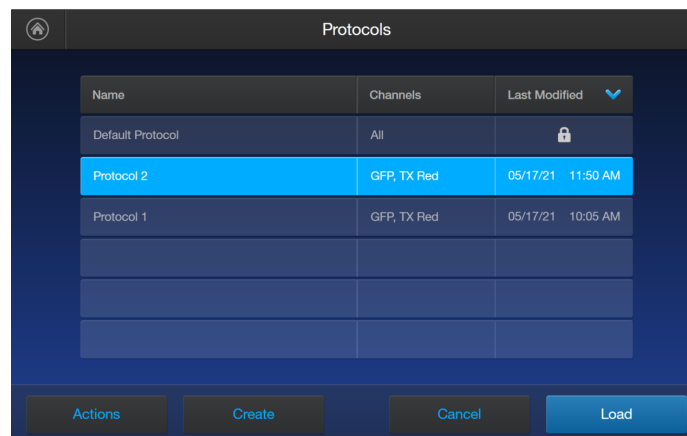 Protocols
Name Channels Last Modified
Default Protocol All
Protocol 2 GFP, TX Red 05/17/21 11:50 AM
Protocol 1 GFP, TX Red 05/17/21 10:05 AM
Actions Create Cancel Load